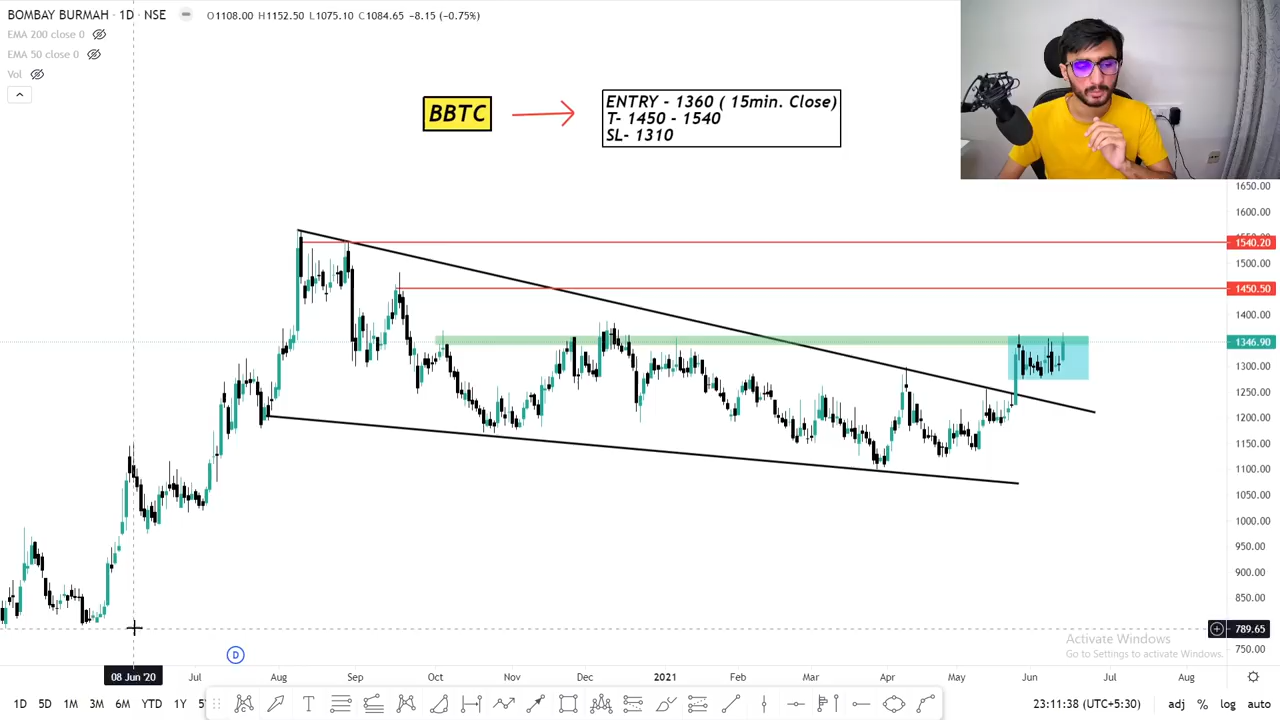 BOMBAY BURMAH · 1D · NSE O1108.00 H1152.50 L1075.10 C1084.65 -8.15 (-0.75%)
EMA 200 close 0
EMA 50 close 0
Vol
BBTC
ENTRY - 1360 ( 15min. Close)
T- 1450 - 1540
SL- 1310
1650.00
1600.00
1540.20
1500.00
1450.50
1400.00
1346.90
1300.00
1250.00
1200.00
1150.00
1100.00
1050.00
1000.00
950.00
900.00
850.00
789.65
750.00
Activate Windows
Go to Settings to activate Windows.
D
08 Jun '20 Jul Aug Sep Oct Nov Dec 2021 Feb Mar Apr May Jun Jul Aug
1D 5D 1M 3M 6M YTD 1Y T 23:11:38 (UTC+5:30) adj % log auto